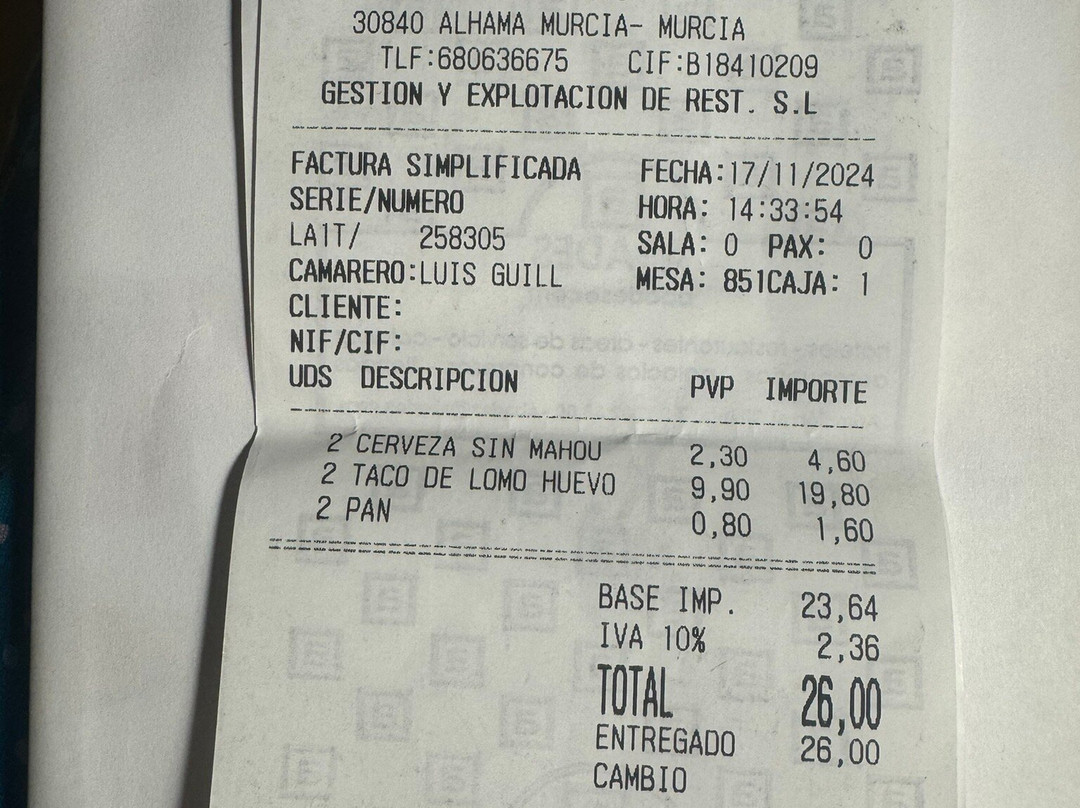 30840 ALHAMA MURCIA- MURCIA
TLF:680636675 CIF:B18410209
GESTION Y EXPLOTACION DE REST. S.L
FACTURA SIMPLIFICADA FECHA:17/11/2024
SERIE/NUMERO HORA: 14:33:54
LA1T/ 258305 SALA: 0 PAX: 0
CAMARERO:LUIS GUILL MESA: 851CAJA: 1
CLIENTE:
NIF/CIF:
UDS DESCRIPCION PVP IMPORTE
2 CERVEZA SIN MAHOU 2,30 4,60
2 TACO DE LOMO HUEVO 9,90 19,80
2 PAN 0,80 1,60
BASE IMP. 23,64
IVA 10% 2,36
TOTAL 26,00
ENTREGADO 26,00
CAMBIO